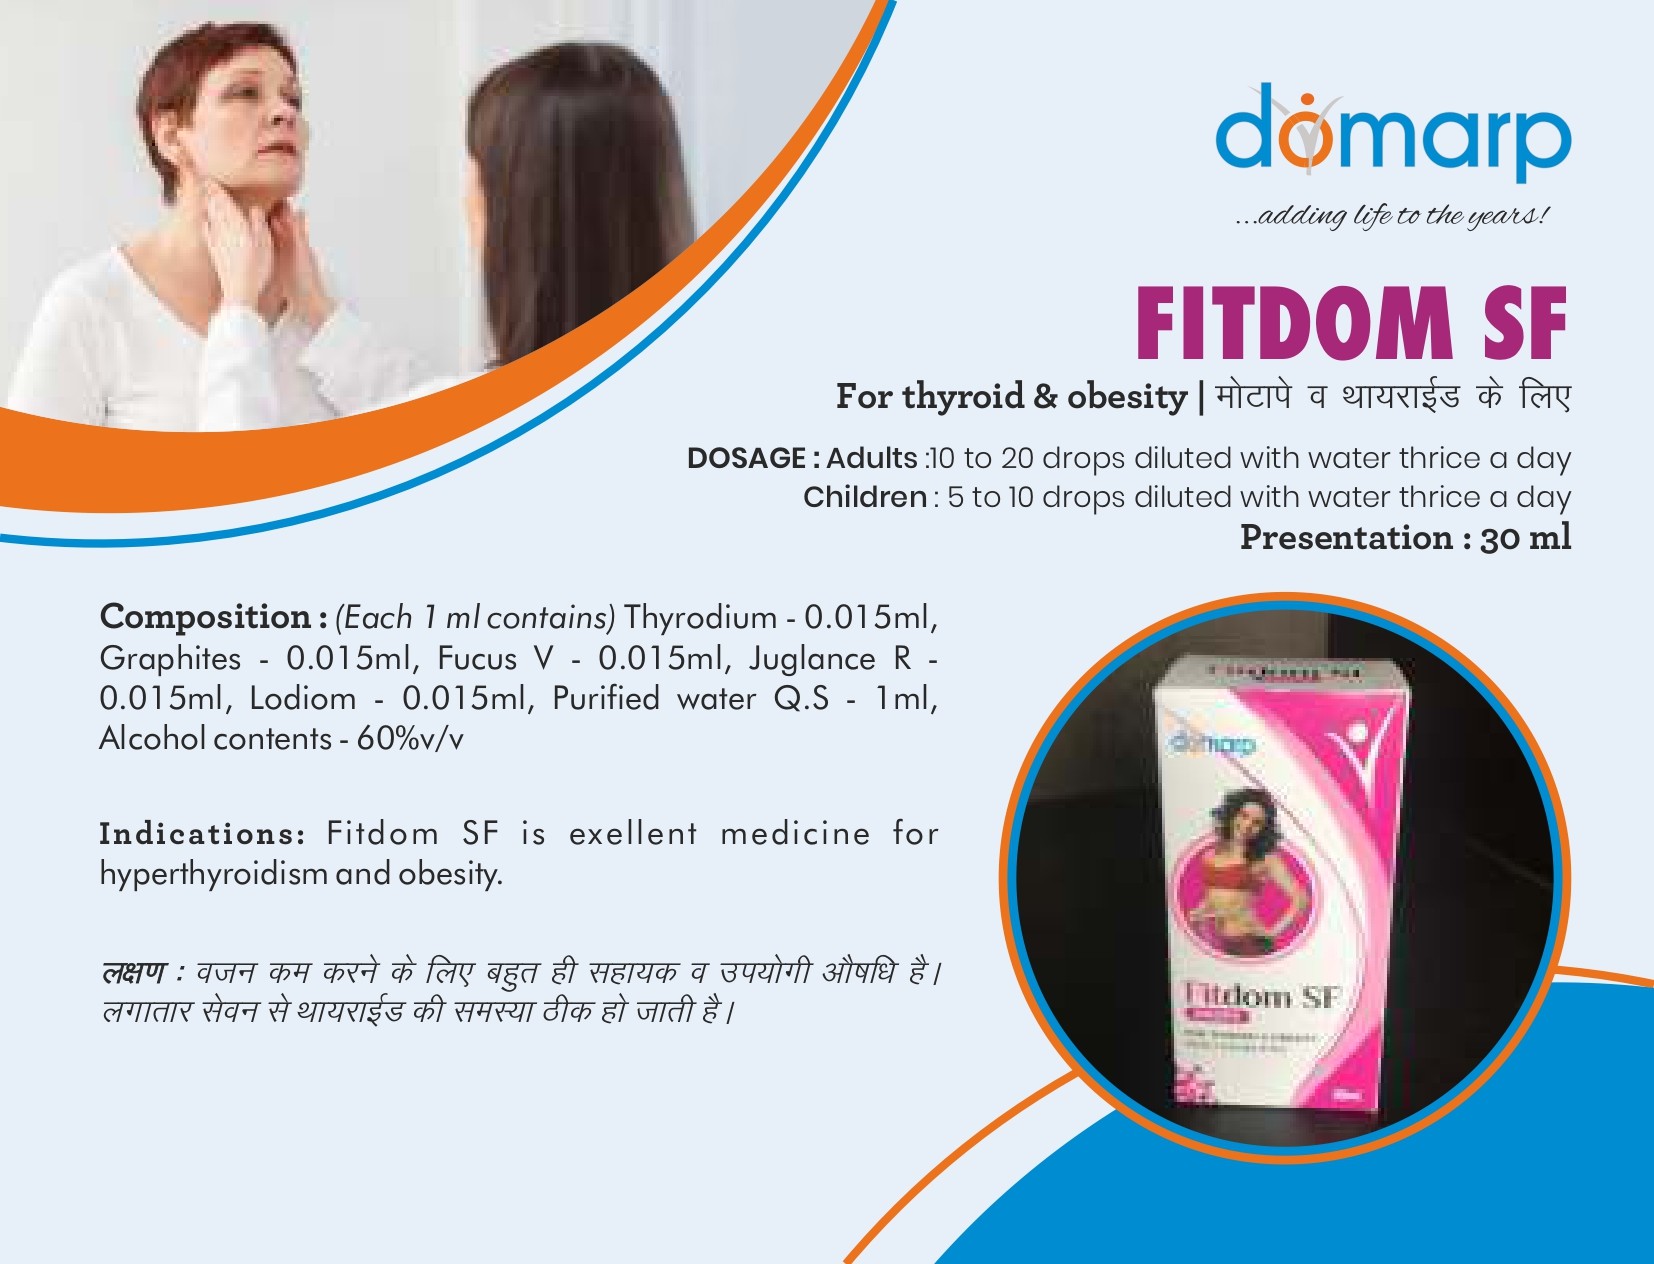 domarp
...adding life to the years!
FITDOM SF
For thyroid & obesity | मोटापे व थायराईड के लिए
DOSAGE : Adults :10 to 20 drops diluted with water thrice a day
Children : 5 to 10 drops diluted with water thrice a day
Presentation : 30 ml
Composition : (Each 1 ml contains) Thyrodium - 0.015ml,
Graphites - 0.015ml, Fucus V - 0.015ml, Juglance R -
0.015ml, Lodiom - 0.015ml, Purified water Q.S - 1ml,
Alcohol contents - 60%v/v
Indications: Fitdom SF is exellent medicine for
hyperthyroidism and obesity.
लक्षण : वजन कम करने के लिए बहुत ही सहायक व उपयोगी औषधि है।
लगातार सेवन से थायराईड की समस्या ठीक हो जाती है।
domarp
Fitdom SF